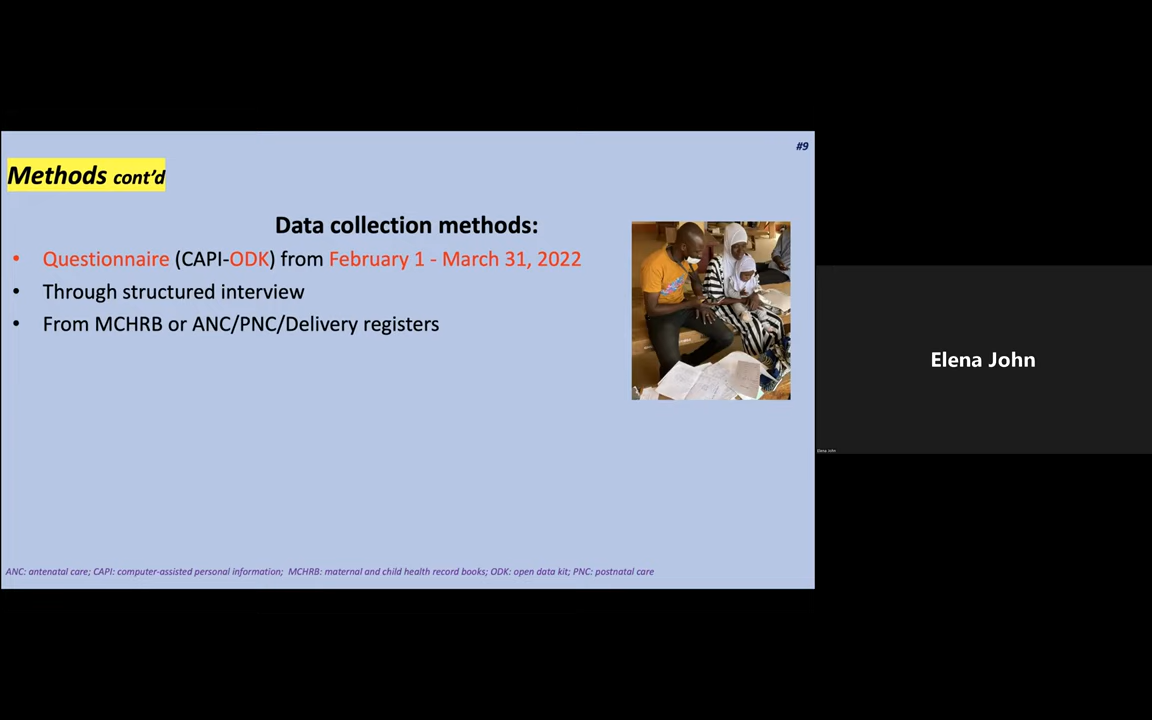 #9
Methods cont'd
Data collection methods:
• Questionnaire (CAPI-ODK) from February 1 - March 31, 2022
• Through structured interview
• From MCHRB or ANC/PNC/Delivery registers
ANC: antenatal care; CAPI: computer-assisted personal information; MCHRB: maternal and child health record books; ODK: open data kit; PNC: postnatal care
Elena John
Elena John